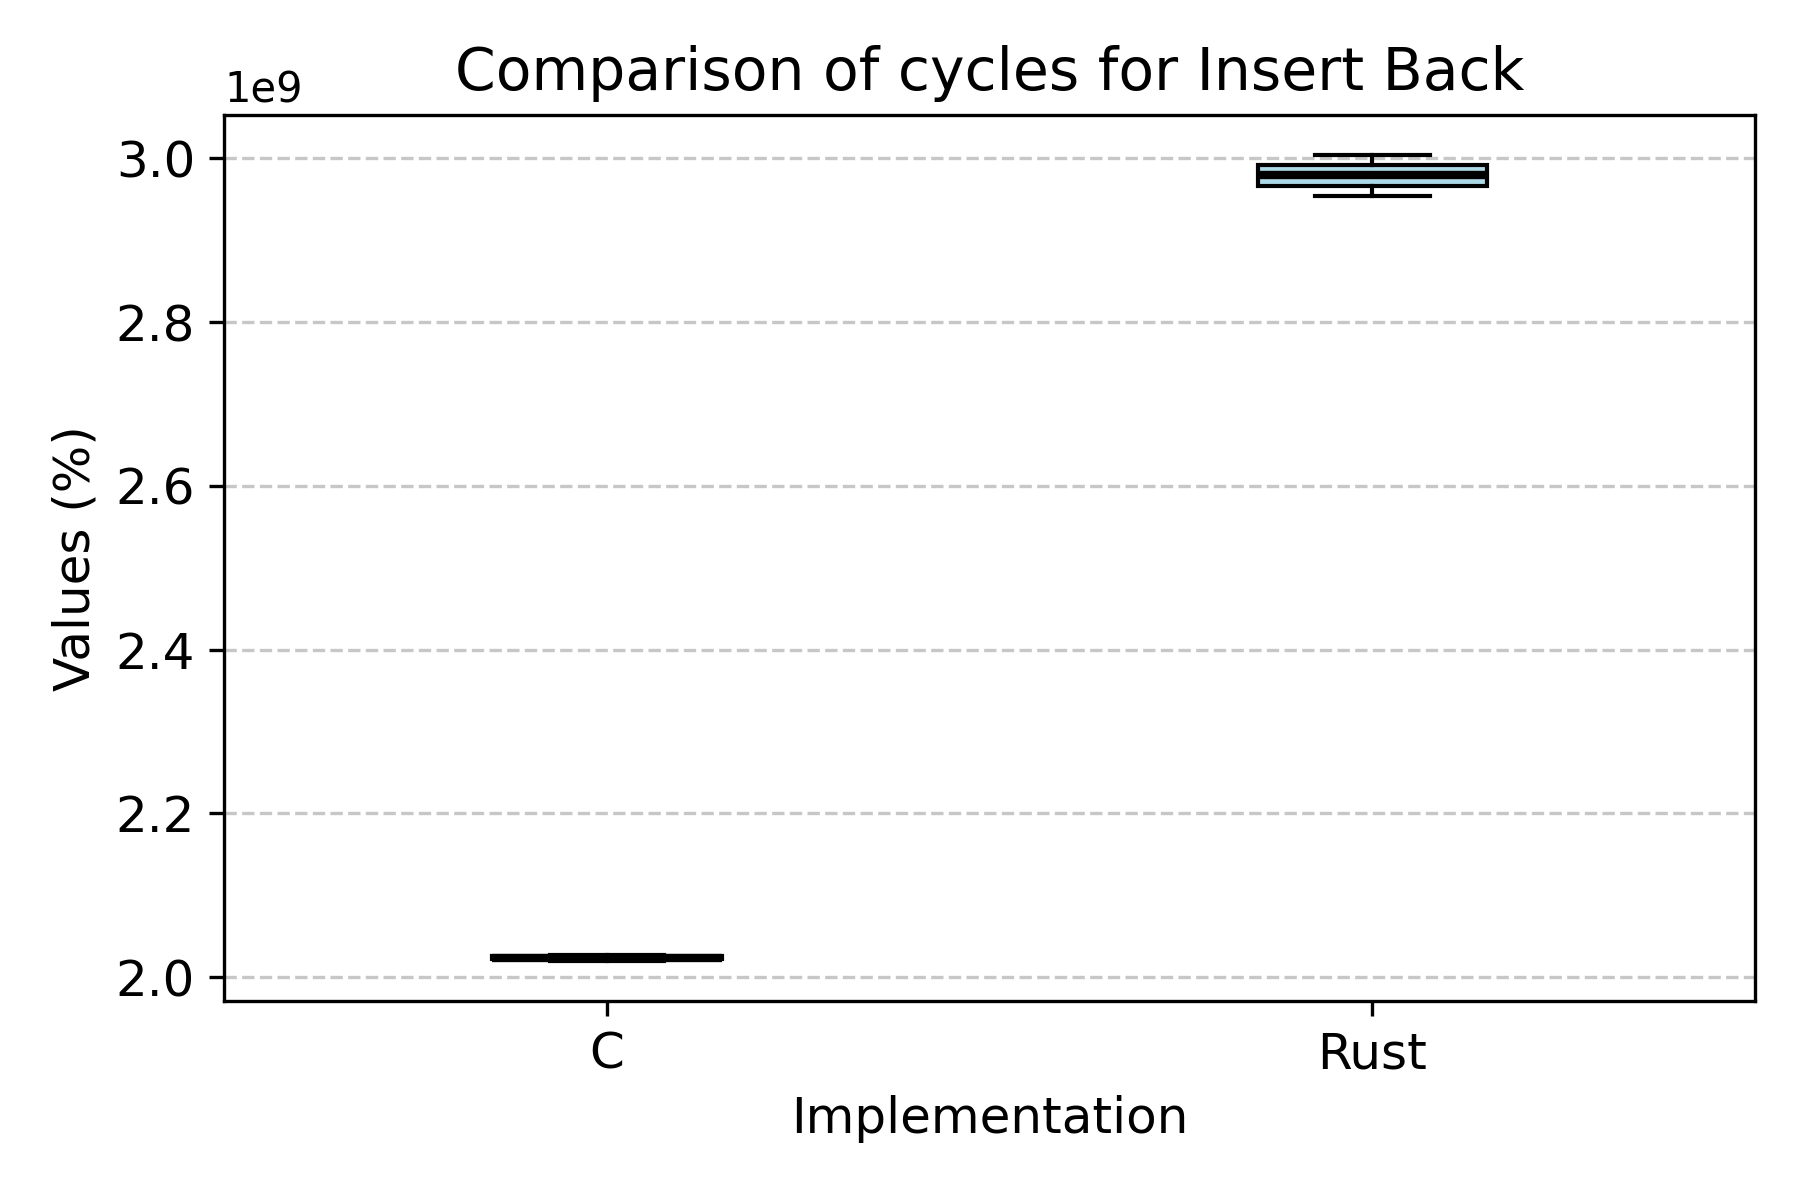 Comparison of cycles for Insert Back
1e9
3.0
2.8
2.6
2.4
2.2
2.0
Values (%)
C
Rust
Implementation